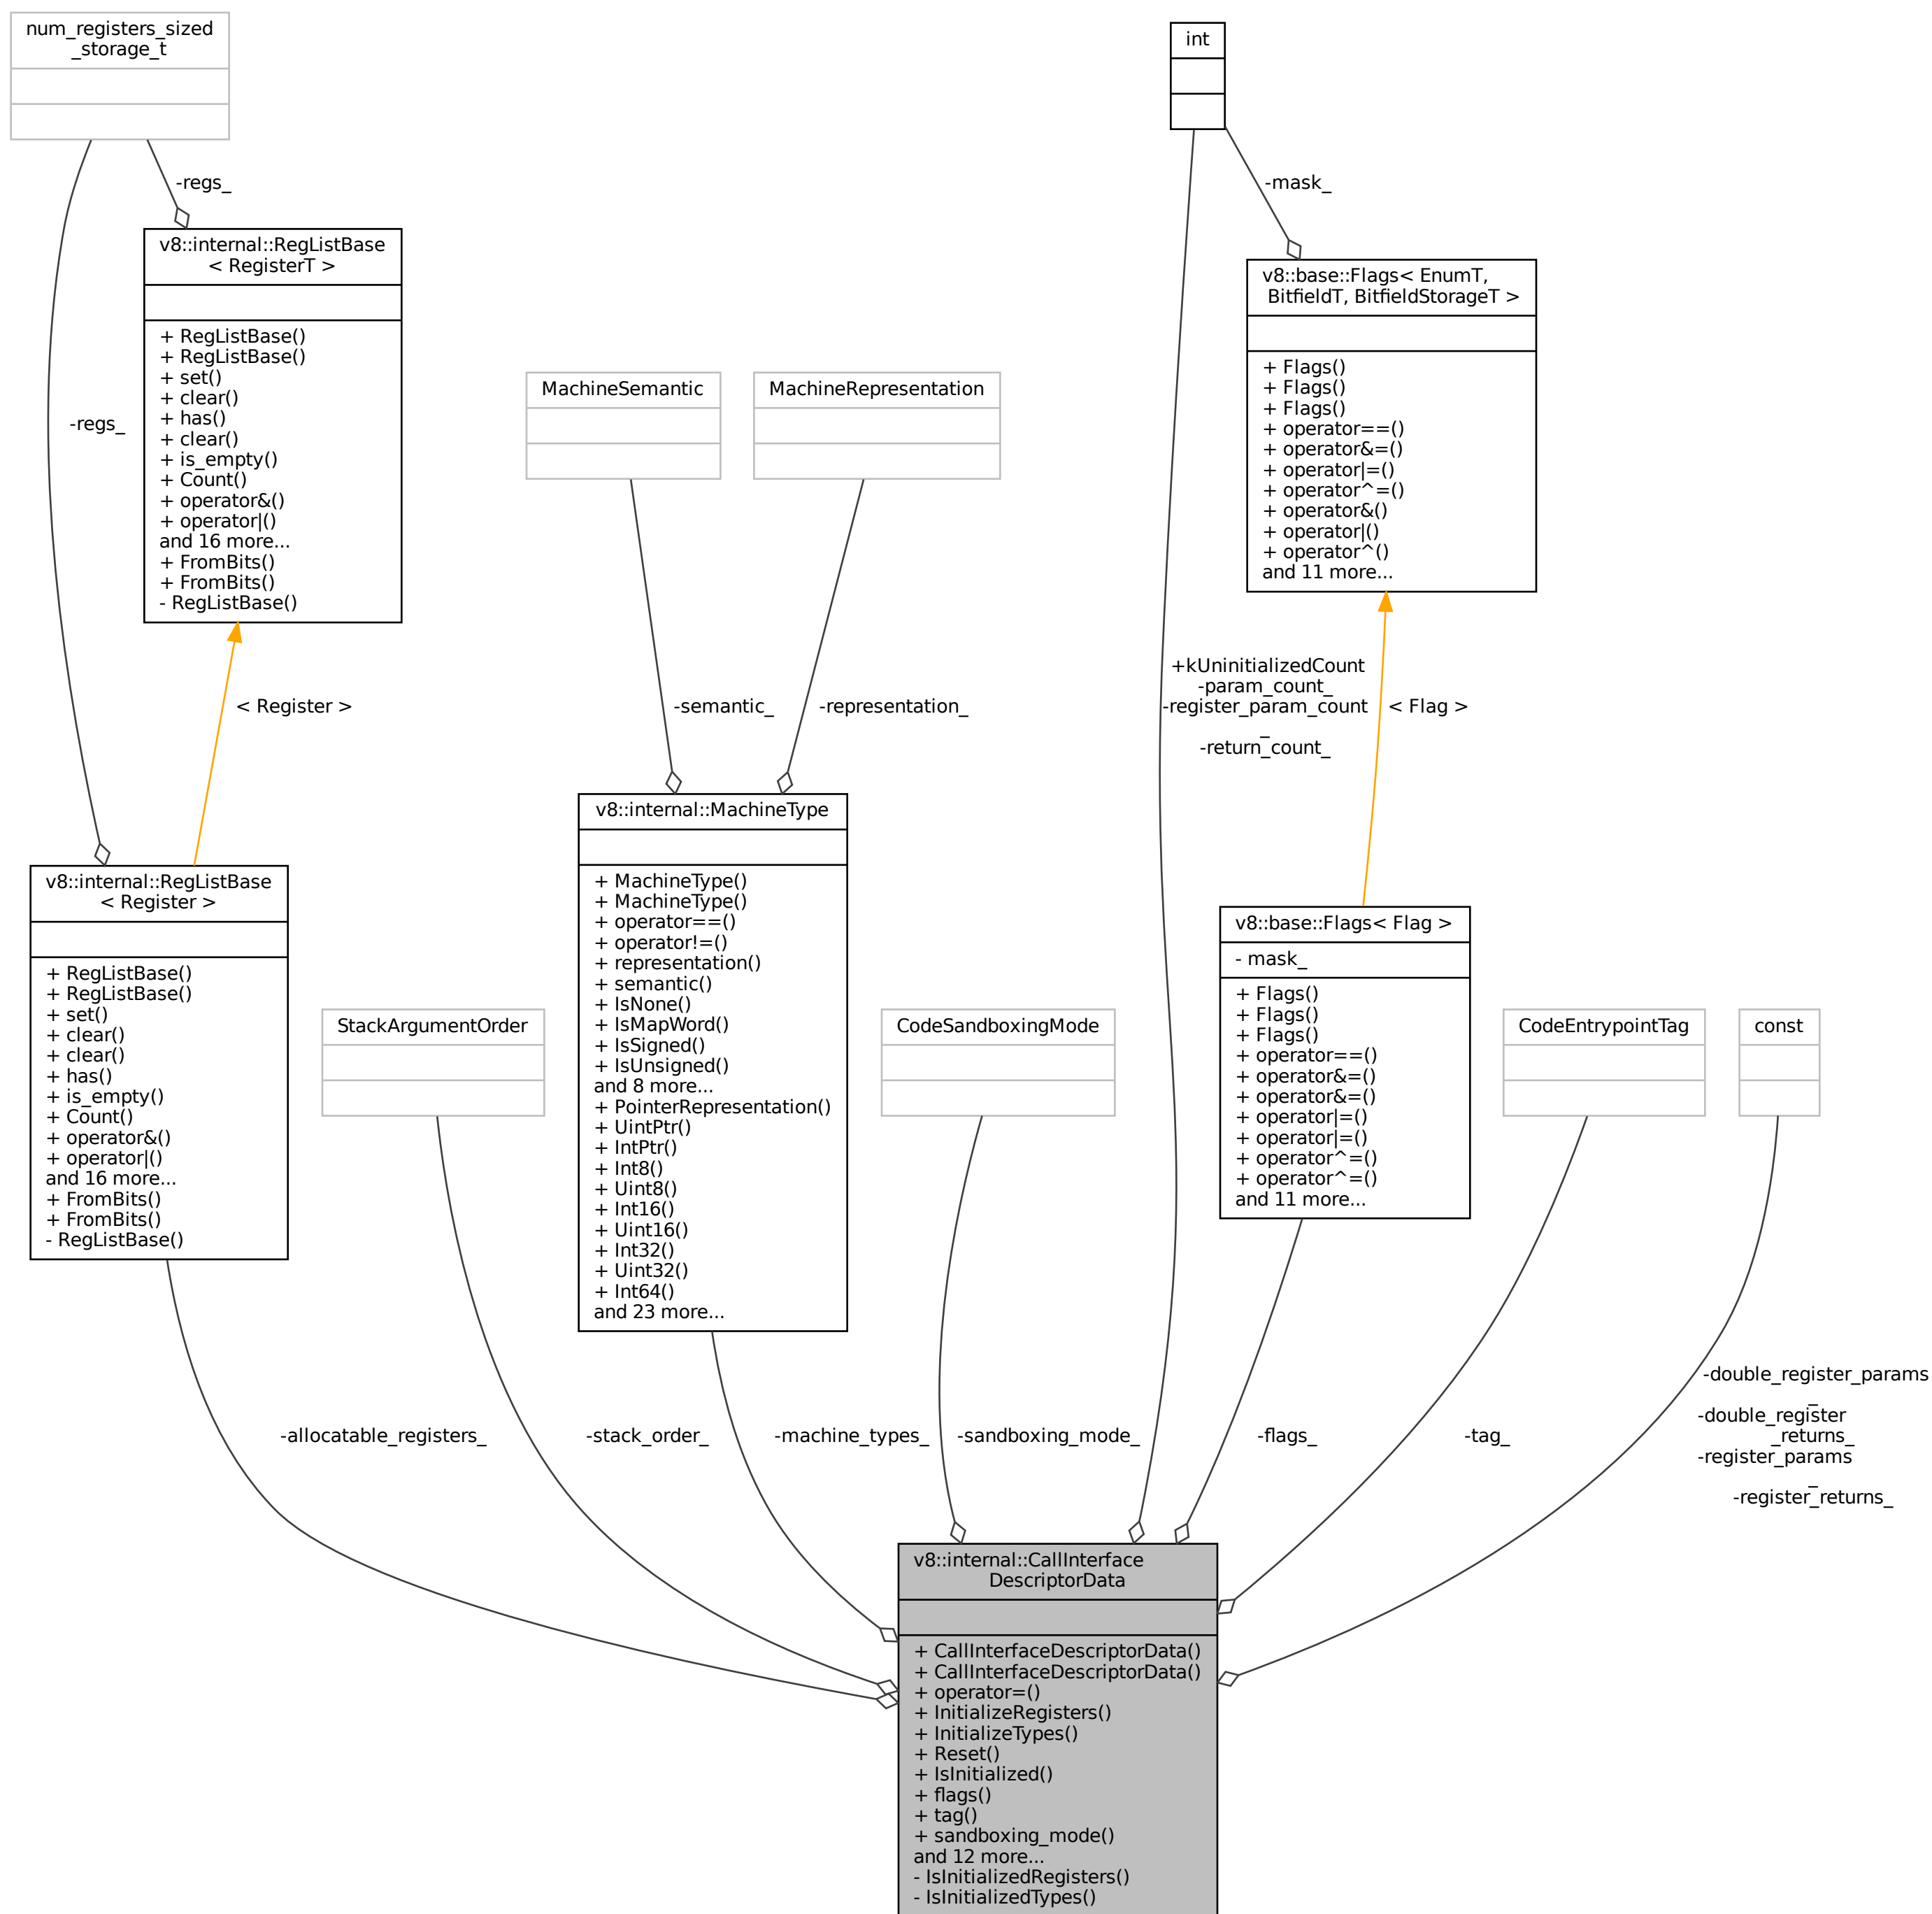 num_registers_sized
_storage_t
int
-regs_
-mask_
v8::internal::RegListBase
< RegisterT >
+ RegListBase()
+ RegListBase()
+ set()
+ clear()
+ has()
+ clear()
+ is_empty()
+ Count()
+ operator&()
+ operator|()
and 16 more...
+ FromBits()
+ FromBits()
- RegListBase()
v8::base::Flags< EnumT,
BitfieldT, BitfieldStorageT >
+ Flags()
+ Flags()
+ Flags()
+ operator==()
+ operator&=()
+ operator|=()
+ operator^=()
+ operator&()
+ operator|()
+ operator^()
and 11 more...
MachineSemantic
MachineRepresentation
-regs_
< Register >
-semantic_
-representation_
+kUninitializedCount
-param_count_
-register_param_count
_
-return_count_
< Flag >
v8::internal::RegListBase
< Register >
+ RegListBase()
+ RegListBase()
+ set()
+ clear()
+ clear()
+ has()
+ is_empty()
+ Count()
+ operator&()
+ operator|()
and 16 more...
+ FromBits()
+ FromBits()
- RegListBase()
StackArgumentOrder
v8::internal::MachineType
+ MachineType()
+ MachineType()
+ operator==()
+ operator!=()
+ representation()
+ semantic()
+ IsNone()
+ IsMapWord()
+ IsSigned()
+ IsUnsigned()
and 8 more...
+ PointerRepresentation()
+ UintPtr()
+ IntPtr()
+ Int8()
+ Uint8()
+ Int16()
+ Uint16()
+ Int32()
+ Uint32()
+ Int64()
and 23 more...
CodeSandboxingMode
v8::base::Flags< Flag >
- mask_
+ Flags()
+ Flags()
+ Flags()
+ operator==()
+ operator&=()
+ operator&=()
+ operator|=()
+ operator|=()
+ operator^=()
+ operator^=()
and 11 more...
CodeEntrypointTag
const
-allocatable_registers_
-stack_order_
-machine_types_
-sandboxing_mode_
-flags_
-tag_
-double_register_params
_
-double_register
_returns_
-register_params
_
-register_returns_
v8::internal::CallInterface
DescriptorData
+ CallInterfaceDescriptorData()
+ CallInterfaceDescriptorData()
+ operator=()
+ InitializeRegisters()
+ InitializeTypes()
+ Reset()
+ IsInitialized()
+ flags()
+ tag()
+ sandboxing_mode()
and 12 more...
- IsInitializedRegisters()
- IsInitializedTypes()